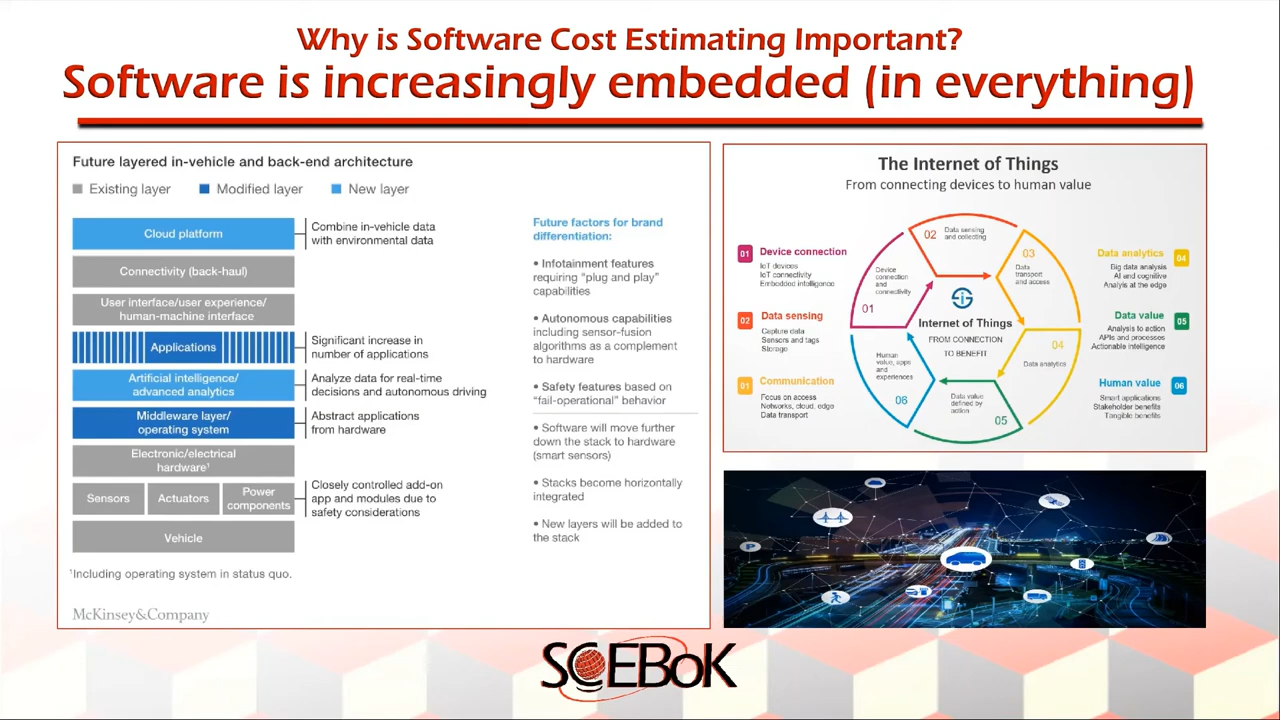 Why is Software Cost Estimating Important?
Software is increasingly embedded (in everything)
Future layered in-vehicle and back-end architecture
Existing layer
Modified layer
New layer
Cloud platform
Combine in-vehicle data
with environmental data
Connectivity (back-haul)
User interface/user experience/
human-machine interface
Applications
Significant increase in
number of applications
Artificial intelligence/
advanced analytics
Analyze data for real-time
decisions and autonomous driving
Middleware layer/
operating system
Abstract applications
from hardware
Electronic/electrical
hardware¹
Sensors
Actuators
Power
components
Closely controlled add-on
app and modules due to
safety considerations
Vehicle
¹Including operating system in status quo.
McKinsey&Company
Future factors for brand
differentiation:
• Infotainment features
requiring "plug and play"
capabilities
• Autonomous capabilities
including sensor-fusion
algorithms as a complement
to hardware
• Safety features based on
"fail-operational" behavior
• Software will move further
down the stack to hardware
(smart sensors)
• Stacks become horizontally
integrated
• New layers will be added to
the stack
The Internet of Things
From connecting devices to human value
01 Device connection
IoT devices
IoT connectivity
Embedded intelligence
02 Data sensing
Capture data
Sensors and tags
Storage
01 Communication
Focus on access
Networks, cloud, edge
Data transport
Device
connection
and
connectivity
01
02
Data sensing
and collecting
03
Data
transport
and access
04
Data analytics
Data value
defined by
action
05
Human
value, apps
and
experiences
06
Internet of Things
FROM CONNECTION
TO BENEFIT
Data analytics 04
Big data analysis
AI and cognitive
Analyis at the edge
Data value 05
Analysis to action
APIs and processes
Actionable intelligence
Human value 06
Smart applications
Stakeholder benefits
Tangible benefits
P
SCEBoK